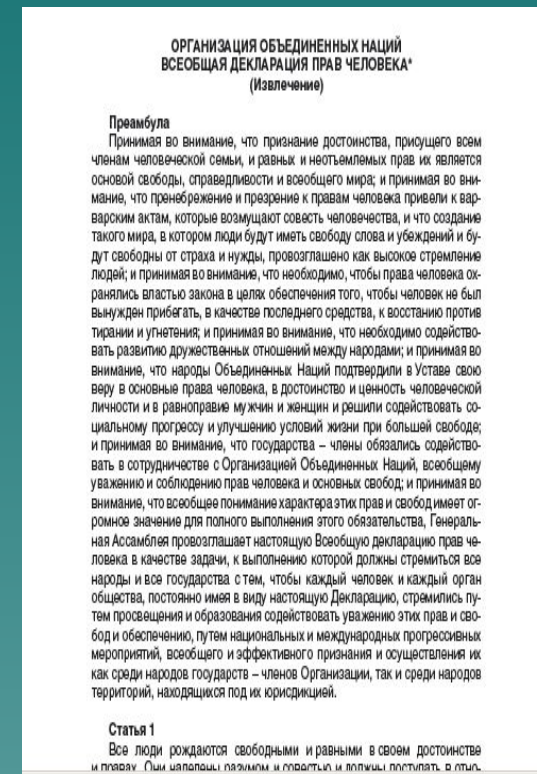 ОРГАНИЗАЦИЯ ОБЪЕДИНЕННЫХ НАЦИЙ
ВСЕОБЩАЯ ДЕКЛАРАЦИЯ ПРАВ ЧЕЛОВЕКА*
(Извлечение)
Преамбула
Принимая во внимание, что признание достоинства, присущего всем
членам человеческой семьи, и равных и неотъемлемых прав их является
основой свободы, справедливости и всеобщего мира; и принимая во вни-
мание, что пренебрежение и презрение к правам человека привели к вар-
варским актам, которые возмущают совесть человечества, и что создание
такого мира, в котором люди будут иметь свободу слова и убеждений и бу-
дут свободны от страха и нужды, провозглашено как высокое стремление
людей; и принимая во внимание, что необходимо, чтобы права человека ох-
ранялись властью закона в целях обеспечения того, чтобы человек не был
вынужден прибегать, в качестве последнего средства, к восстанию против
тирании и угнетения; и принимая во внимание, что необходимо содейство-
вать развитию дружественных отношений между народами; и принимая во
внимание, что народы Объединенных Наций подтвердили в Уставе свою
веру в основные права человека, в достоинство и ценность человеческой
личности и в равноправие мужчин и женщин и решили содействовать со-
циальному прогрессу и улучшению условий жизни при большей свободе;
и принимая во внимание, что государства – члены обязались содейство-
вать в сотрудничестве с Организацией Объединенных Наций, всеобщему
уважению и соблюдению прав человека и основных свобод; и принимая во
внимание, что всеобщее понимание характера этих прав и свобод имеет ог-
ромное значение для полного выполнения этого обязательства, Генераль-
ная Ассамблея провозглашает настоящую Всеобщую декларацию прав че-
ловека в качестве задачи, к выполнению которой должны стремиться все
народы и все государства с тем, чтобы каждый человек и каждый орган
общества, постоянно имея в виду настоящую Декларацию, стремились пу-
тем просвещения и образования содействовать уважению этих прав и сво-
бод и обеспечению, путем национальных и международных прогрессивных
мероприятий, всеобщего и эффективного признания и осуществления их
как среди народов государств – членов Организации, так и среди народов
территорий, находящихся под их юрисдикцией.
Статья 1
Все люди рождаются свободными и равными в своем достоинстве
и правах. Они наделены разумом и совестью и должны поступать в отно-